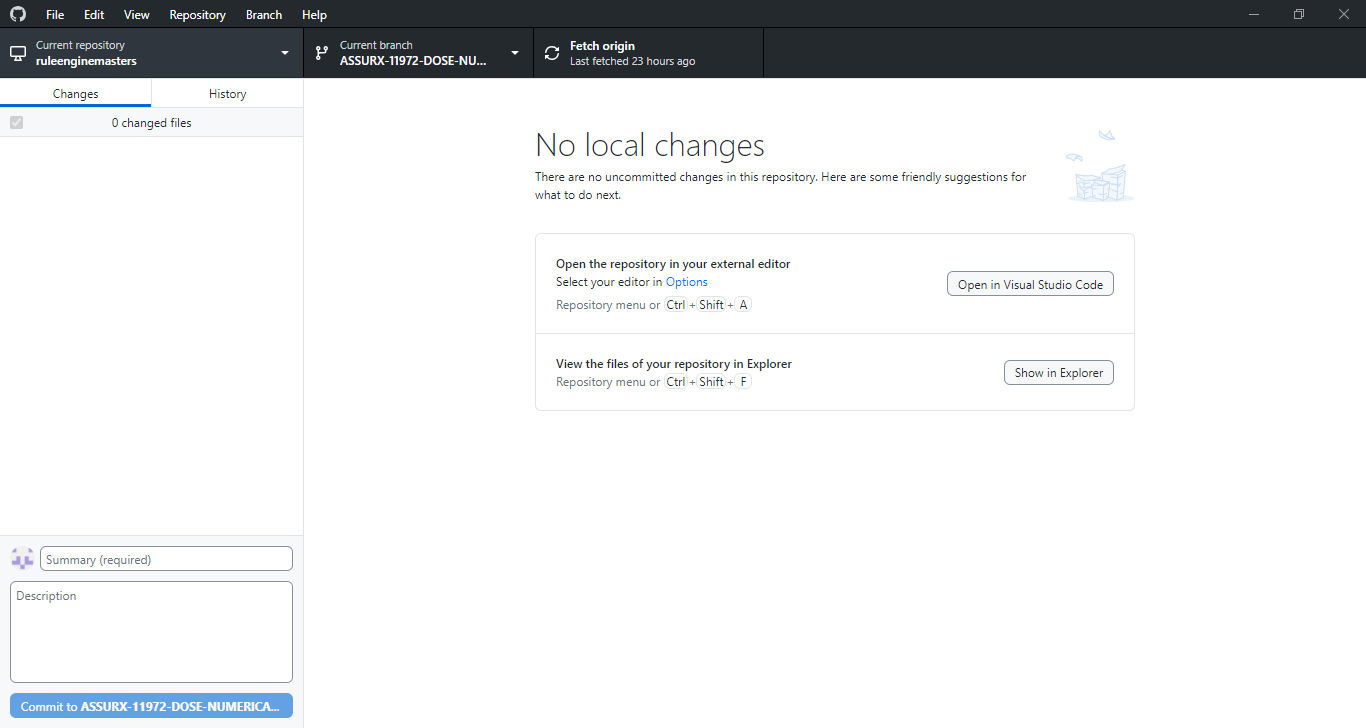 File Edit View Repository Branch Help
Current repository
ruleenginemasters
Current branch
ASSURX-11972-DOSE-NU...
Fetch origin
Last fetched 23 hours ago
Changes
History
0 changed files
No local changes
There are no uncommitted changes in this repository. Here are some friendly suggestions for
what to do next.
Open the repository in your external editor
Select your editor in Options
Repository menu or Ctrl + Shift + A
Open in Visual Studio Code
View the files of your repository in Explorer
Repository menu or Ctrl + Shift + F
Show in Explorer
Summary (required)
Description
Commit to ASSURX-11972-DOSE-NUMERICA...